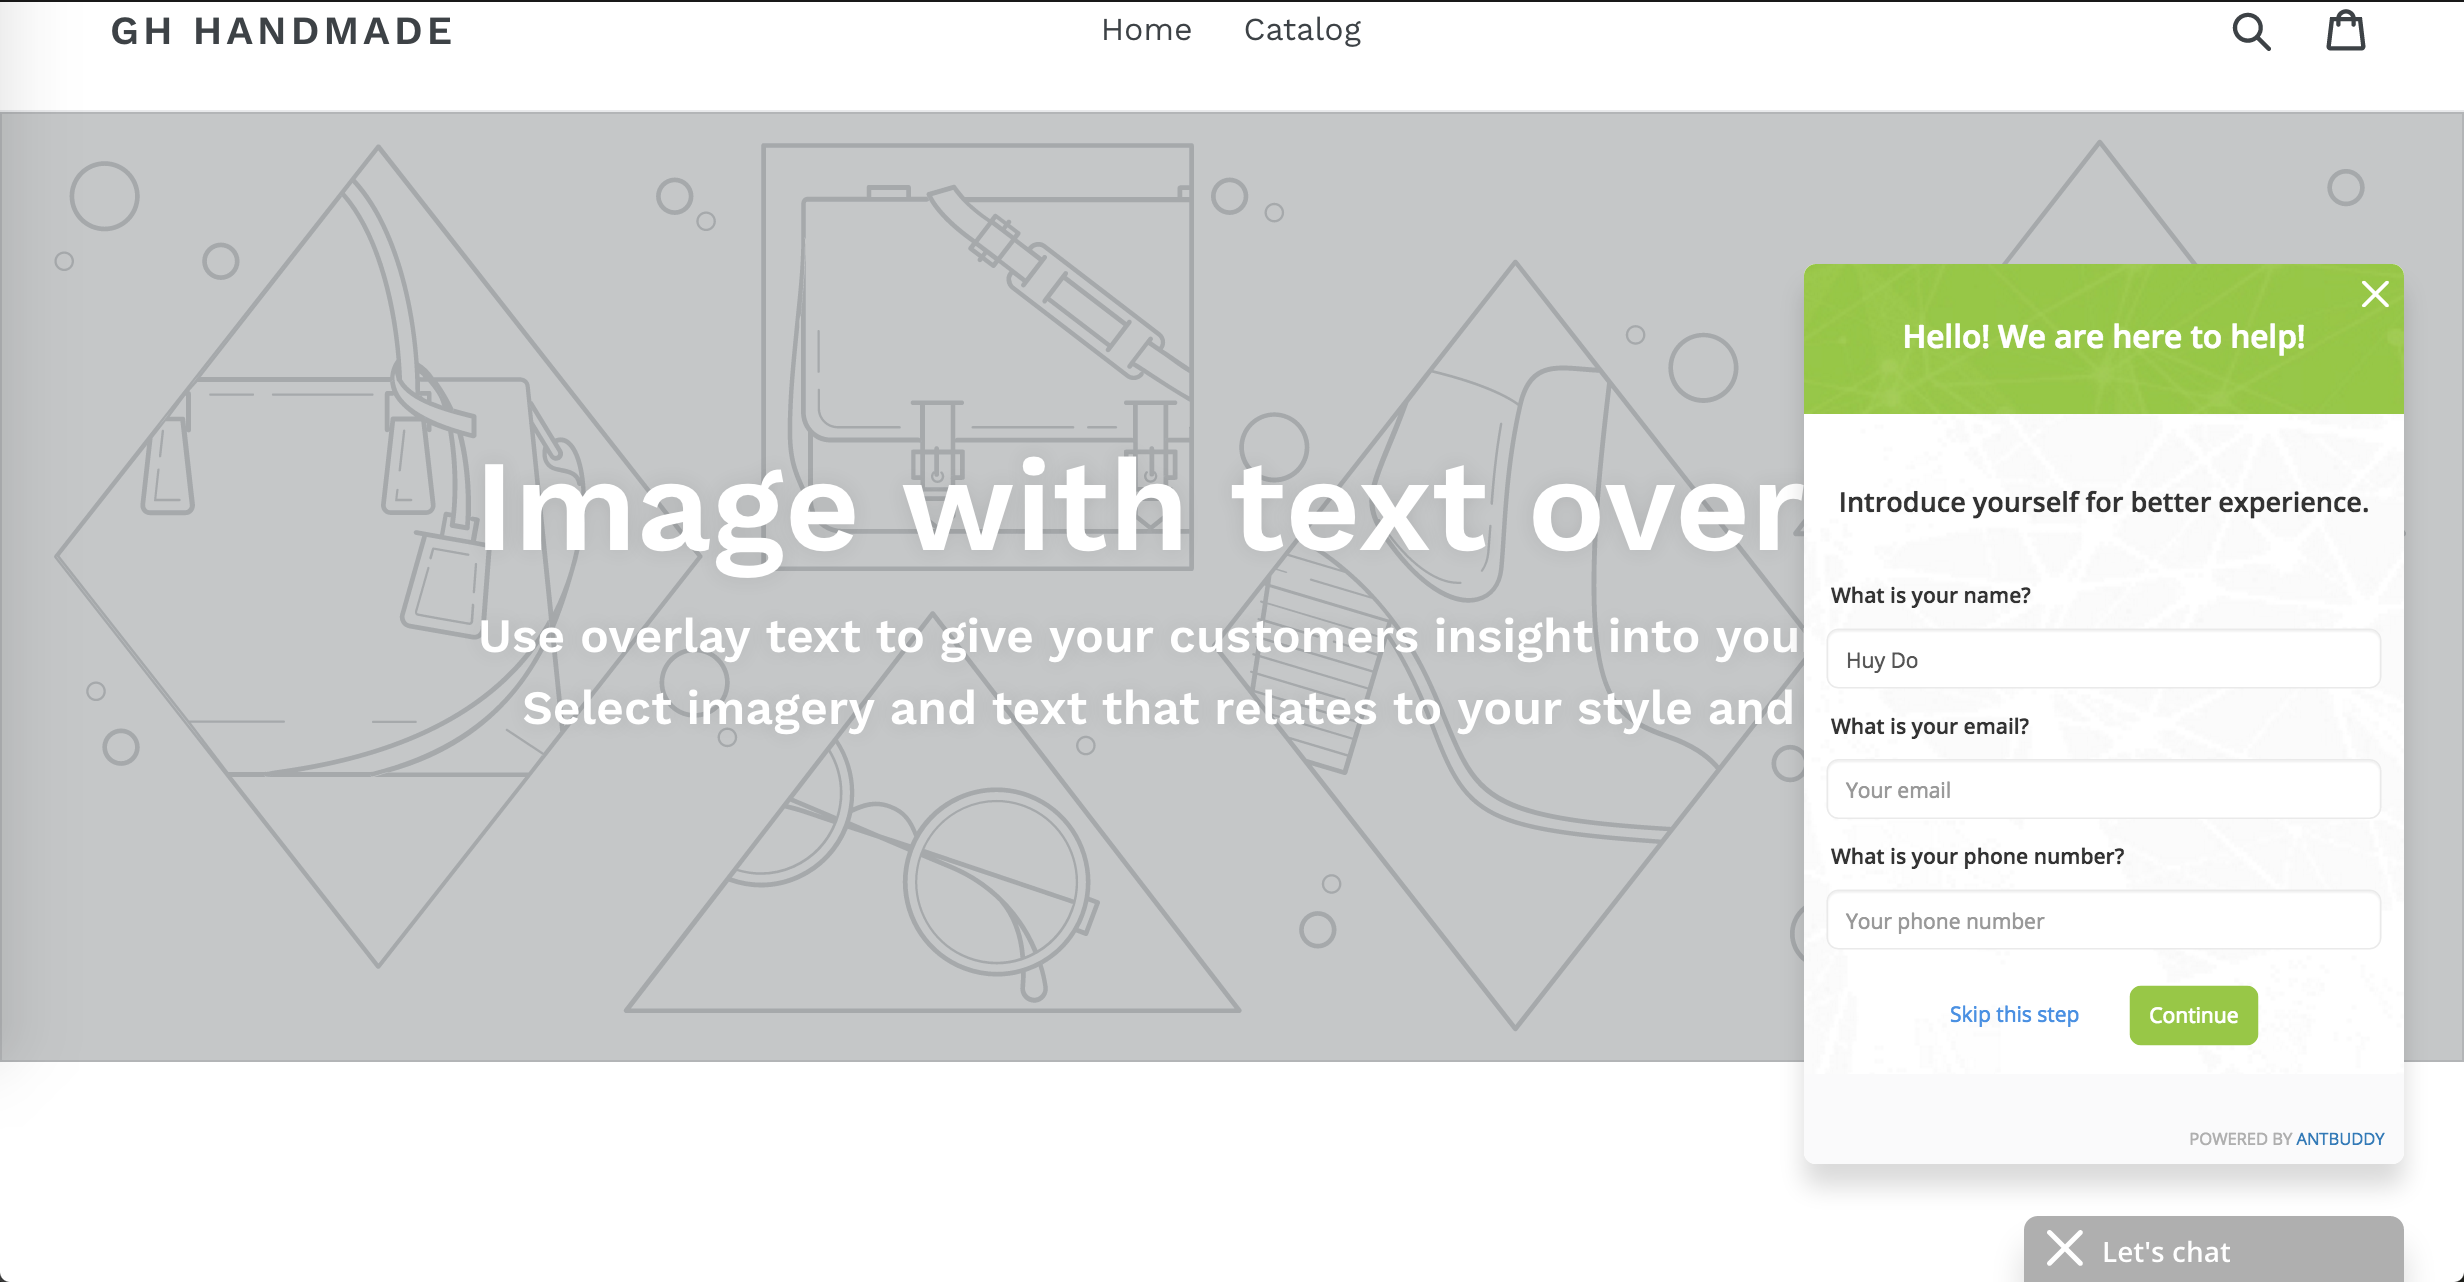 GH HANDMADE
Home Catalog
Image with text over
Use overlay text to give your customers insight into you
Select imagery and text that relates to your style and
Hello! We are here to help!
Introduce yourself for better experience.
What is your name?
Huy Do
What is your email?
Your email
What is your phone number?
Your phone number
Skip this step Continue
POWERED BY ANTBUDDY
Let's chat